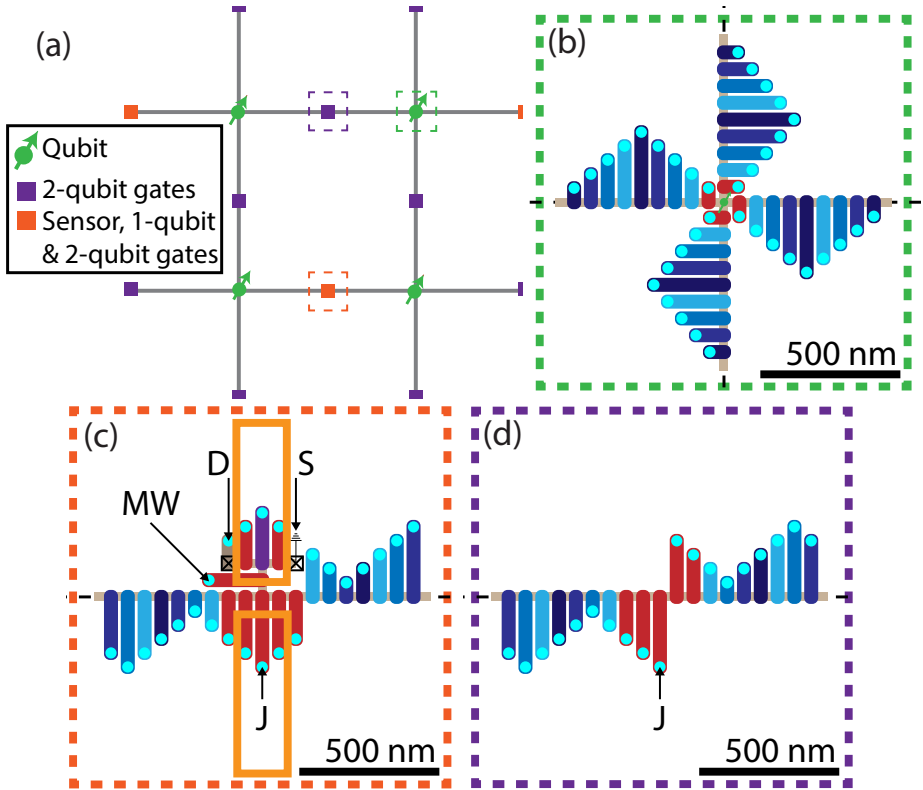 (a)
Qubit
2-qubit gates
Sensor, 1-qubit
& 2-qubit gates
(b)
500 nm
(c)
D
S
MW
J
500 nm
(d)
J
500 nm